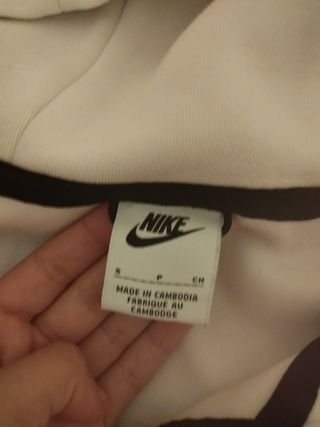 NIKE
S P CH
MADE IN CAMBODIA
FABRIQUÉ AU
CAMBODGE